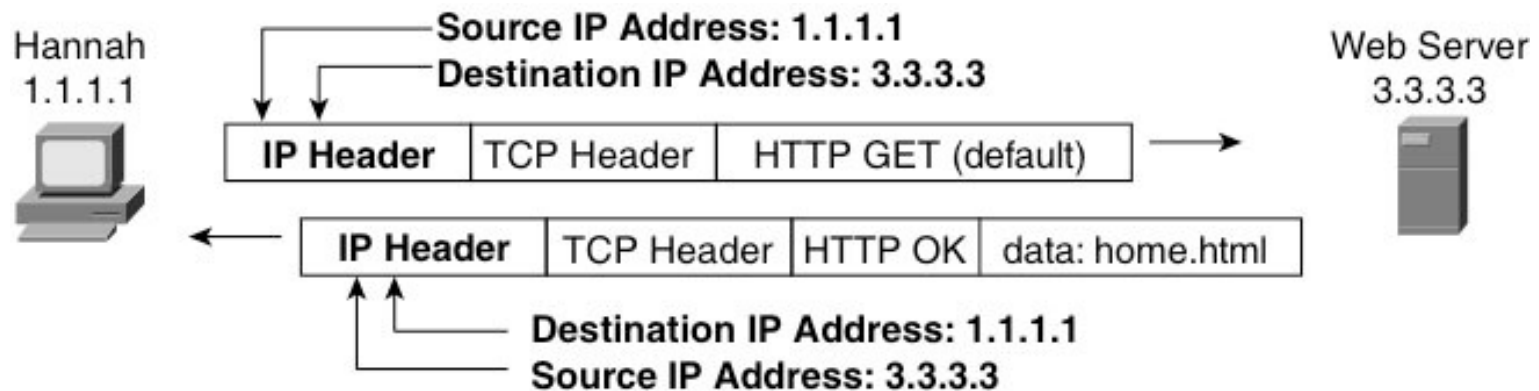 Hannah
1.1.1.1
Source IP Address: 1.1.1.1
Destination IP Address: 3.3.3.3
Web Server
3.3.3.3
IP Header TCP Header HTTP GET (default)
IP Header TCP Header HTTP OK data: home.html
Destination IP Address: 1.1.1.1
Source IP Address: 3.3.3.3